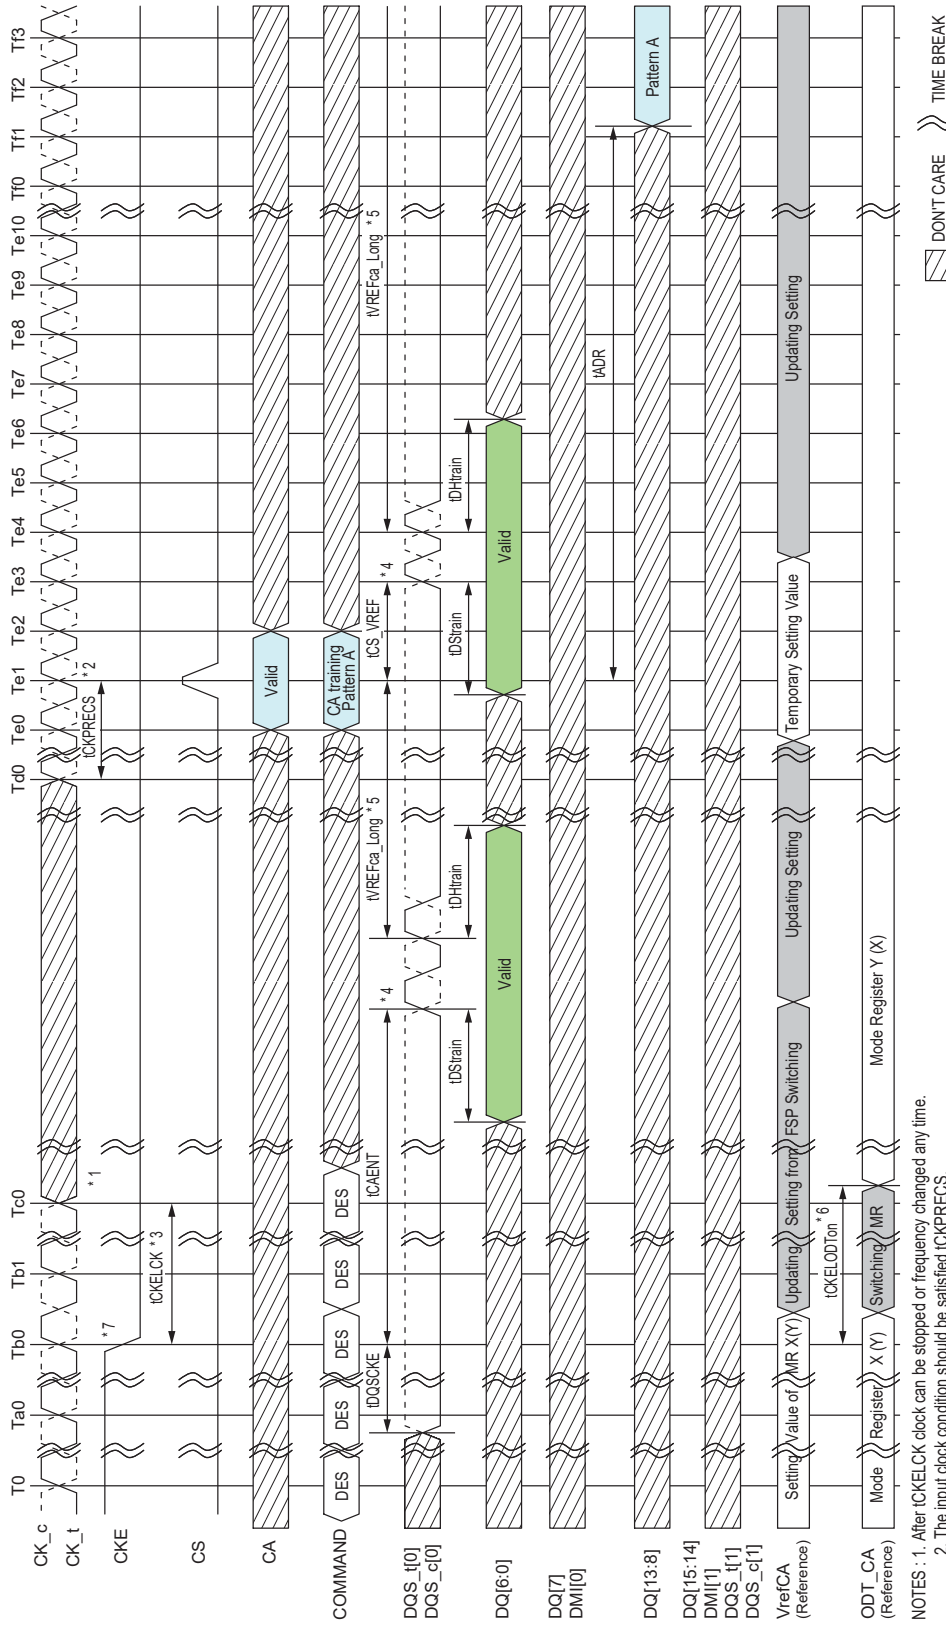 T0 Ta0 Tb0 Tb1 Tc0 Td0 Te0 Te1 Te2 Te3 Te4 Te5 Te6 Te7 Te8 Te9 Te10 Tf0 Tf1 Tf2 Tf3
CK_c
CK_t
* 1
tCKPRECS
* 2
CKE
* 7
tCKELCK * 3
CS
CA
Valid
COMMAND
DES DES DES DES DES
CA training
Pattern A
tDQSCKE
tCAENT
* 4
tVREFca_Long * 5
tCS_VREF
* 4
tVREFca_Long * 5
DQS_t[0]
DQS_c[0]
tDStrain
tDHtrain
tDStrain
tDHtrain
DQ[6:0]
Valid
Valid
DQ[7]
DMI[0]
tADR
DQ[13:8]
Pattern A
DQ[15:14]
DMI[1]
DQS_t[1]
DQS_c[1]
VrefCA
(Reference)
Setting Value of MR X(Y)
Updating Setting from FSP Switching
Updating Setting
Temporary Setting Value
Updating Setting
tCKELODTon * 6
ODT_CA
(Reference)
Mode Register X (Y)
Switching MR
Mode Register Y (X)
DON'T CARE
TIME BREAK
NOTES : 1. After tCKELCK clock can be stopped or frequency changed any time.
2. The input clock condition should be satisfied tCKPRECS.